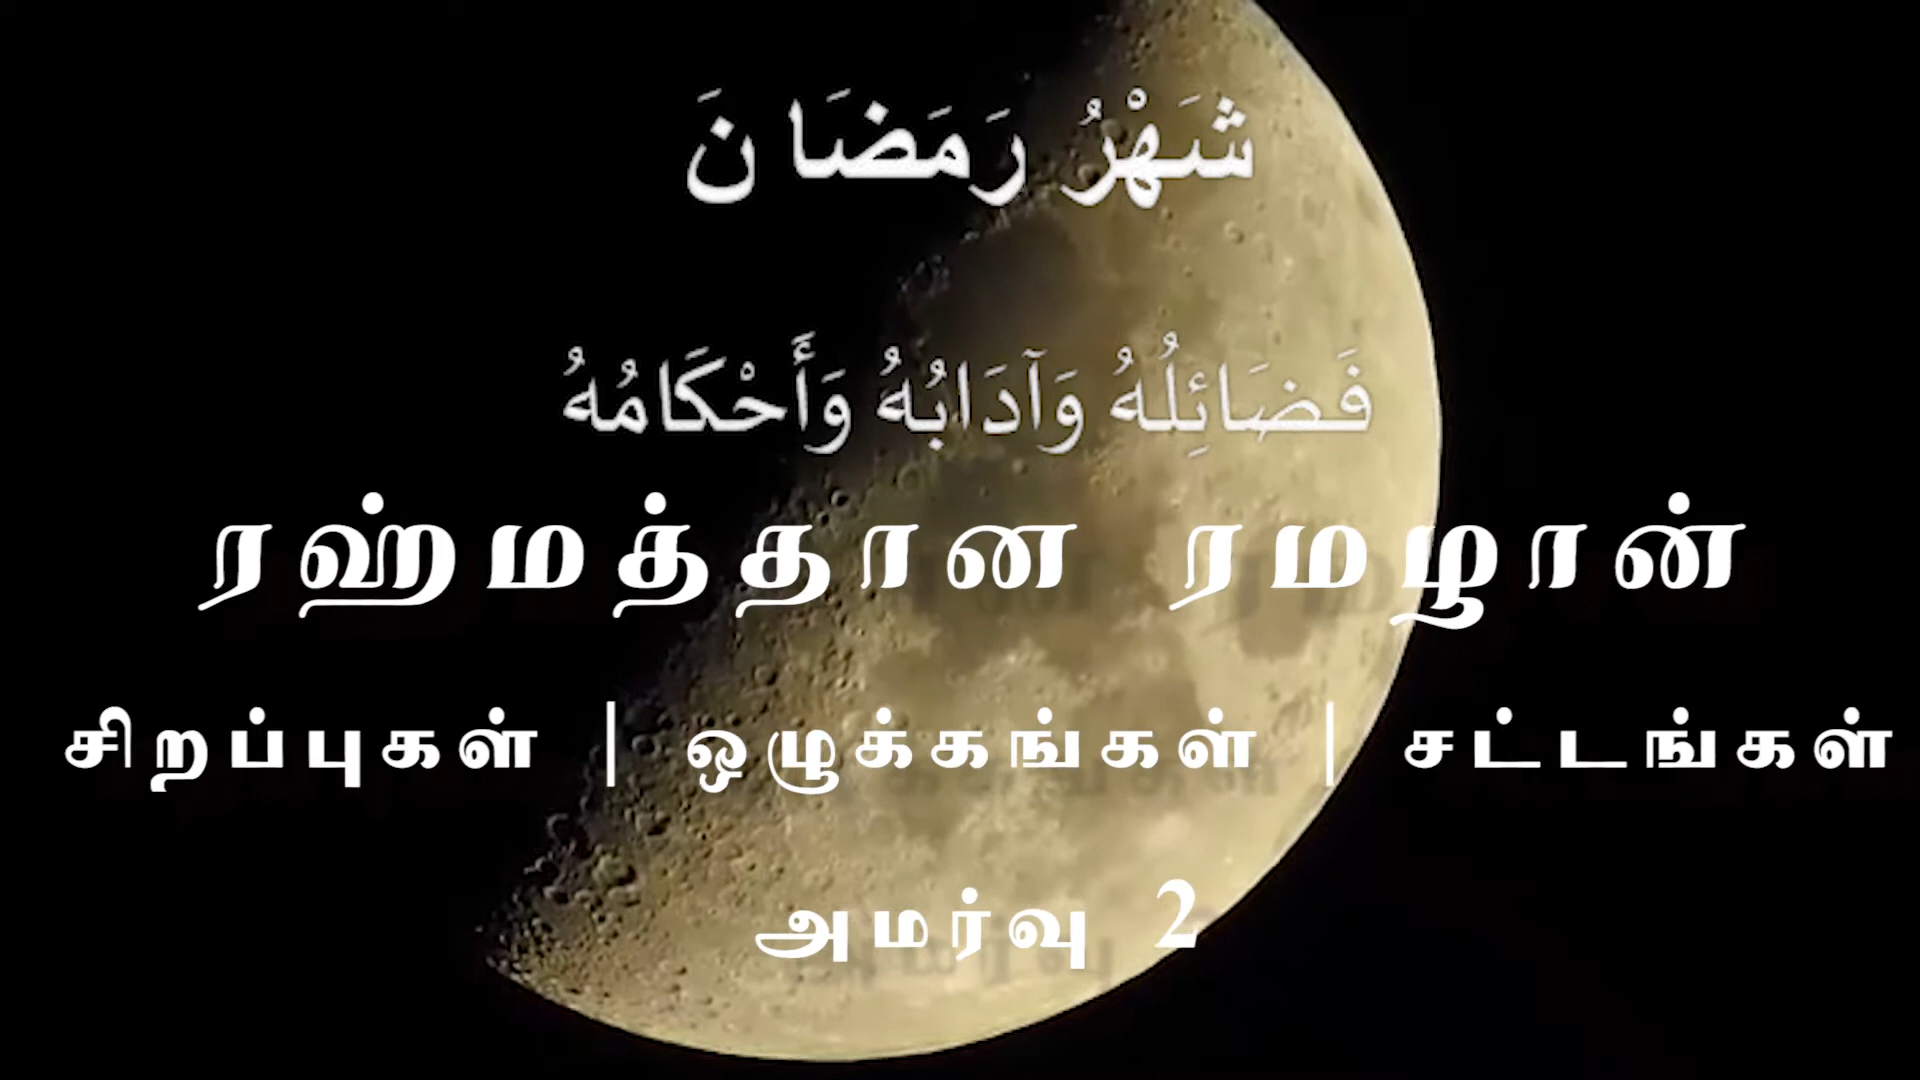 شَهْرُ رَمَضَانَ
فَضَائِلُهُ وَآدَابُهُ وَأَحْكَامُهُ
ரஹ்மத்தான ரமழான்
சிறப்புகள் | ஒழுக்கங்கள் | சட்டங்கள்
அமர்வு 2